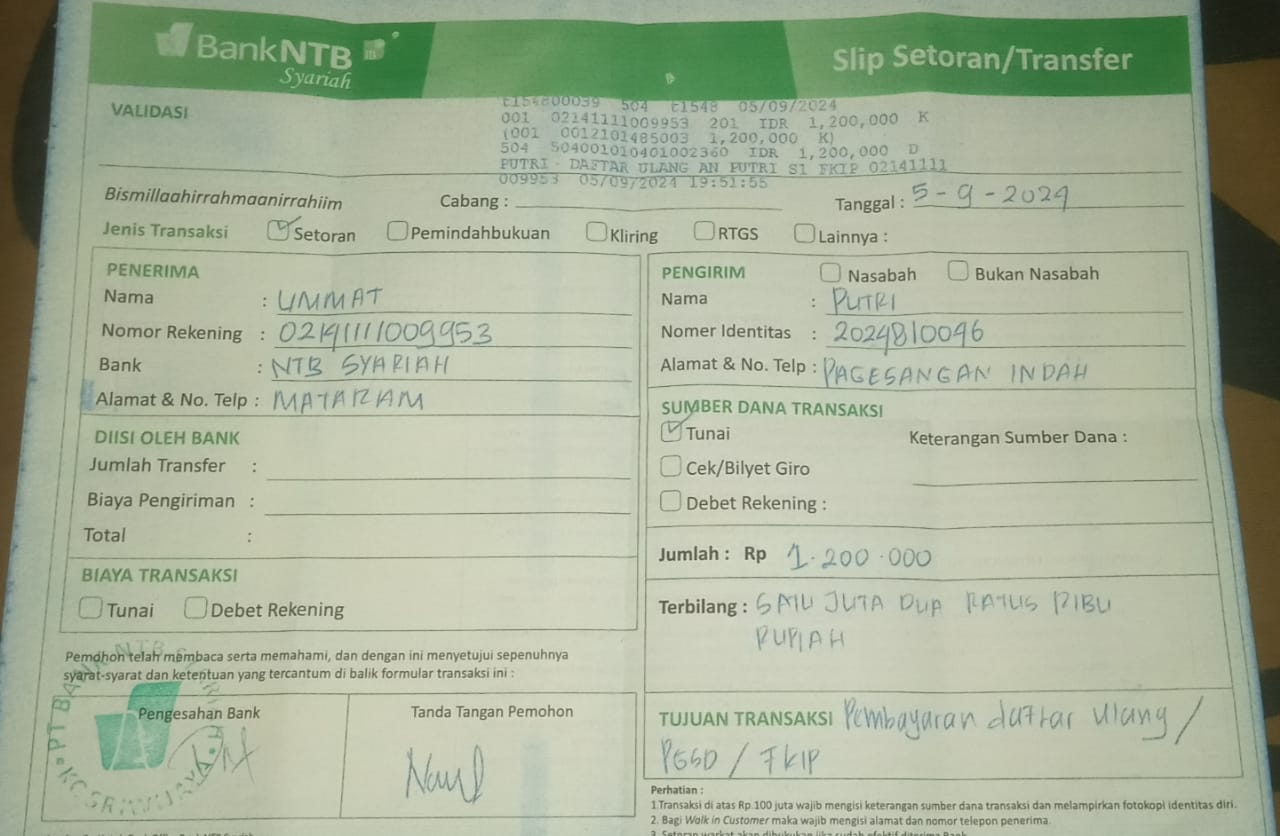 BankNTB
Syariah
Slip Setoran/Transfer
VALIDASI
E154800039 504 E1548 05/09/2024
001 02141111009953 201 IDR 1,200,000 K
(001 0012101485003 1,200,000 K)
504 504001010401002360 IDR 1,200,000 D
PUTRI - DAFTAR ULANG AN PUTRI S1 FKIP 02141111
009953 05/09/2024 19:51:55
Bismillaahirrahmaanirrahiim
Cabang :
Tanggal : 5-9-2024
Jenis Transaksi Setoran Pemindahbukuan Kliring RTGS Lainnya :
PENERIMA
Nama : UMMAT
Nomor Rekening : 02141111009953
Bank : NTB SYARIAH
Alamat & No. Telp : MATARAM
DIISI OLEH BANK
Jumlah Transfer :
Biaya Pengiriman :
Total :
BIAYA TRANSAKSI
Tunai Debet Rekening
Pemohon telah membaca serta memahami, dan dengan ini menyetujui sepenuhnya
syarat-syarat dan ketentuan yang tercantum di balik formular transaksi ini :
Pengesahan Bank
Tanda Tangan Pemohon
PT BANK NTB SYARIAH
KC SRIWIJAYA
PENGIRIM Nasabah Bukan Nasabah
Nama : PUTRI
Nomer Identitas : 2024810046
Alamat & No. Telp : PAGESANGAN INDAH
SUMBER DANA TRANSAKSI
Tunai
Keterangan Sumber Dana :
Cek/Bilyet Giro
Debet Rekening :
Jumlah : Rp 1.200.000
Terbilang : SATU JUTA DUA RATUS RIBU
RUPIAH
TUJUAN TRANSAKSI Pembayaran daftar ulang /
PGSD / FKIP
Perhatian :
1.Transaksi di atas Rp.100 juta wajib mengisi keterangan sumber dana transaksi dan melampirkan fotokopi identitas diri.
2. Bagi Walk in Customer maka wajib mengisi alamat dan nomor telepon penerima.